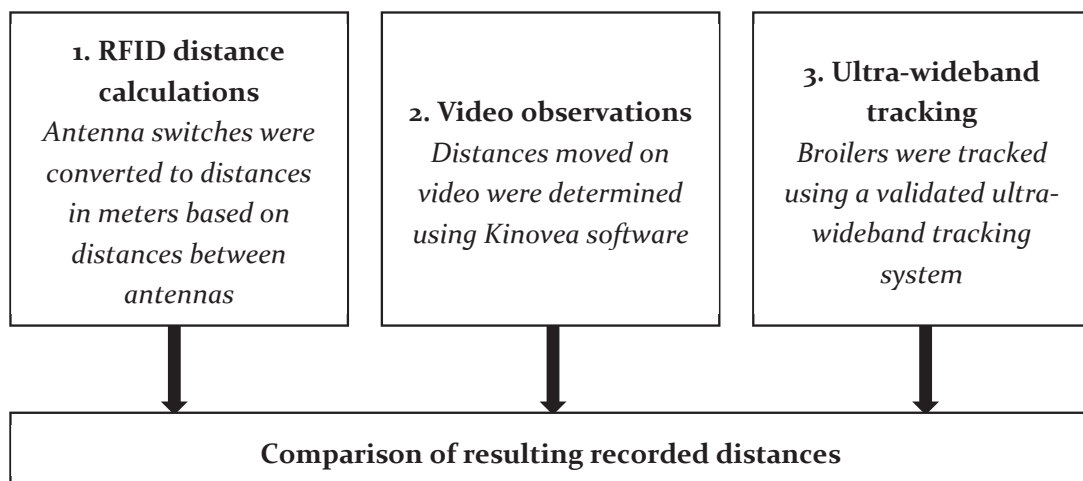 1. RFID distance
calculations
Antenna switches were
converted to distances
in meters based on
distances between
antennas
2. Video observations
Distances moved on
video were determined
using Kinovea software
3. Ultra-wideband
tracking
Broilers were tracked
using a validated ultra-
wideband tracking
system
Comparison of resulting recorded distances